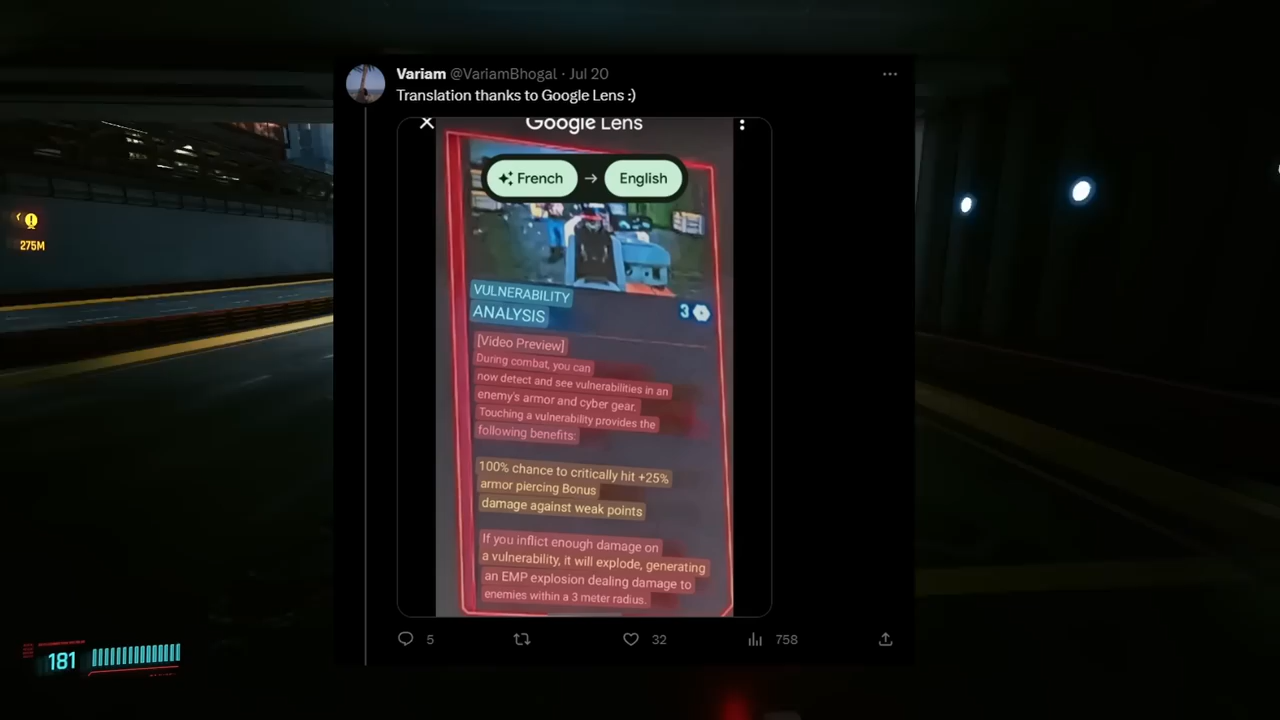 Variam @VariamBhogal · Jul 20
Translation thanks to Google Lens :)
Google Lens
French → English
VULNERABILITY
ANALYSIS
3
[Video Preview]
During combat, you can
now detect and see vulnerabilities in an
enemy's armor and cyber gear.
Touching a vulnerability provides the
following benefits:
100% chance to critically hit +25%
armor piercing Bonus
damage against weak points
If you inflict enough damage on
a vulnerability, it will explode, generating
an EMP explosion dealing damage to
enemies within a 3 meter radius.
5
32
758
275M
181